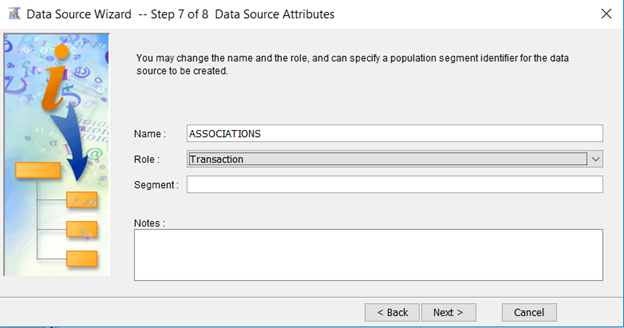 Data Source Wizard -- Step 7 of 8 Data Source Attributes
You may change the name and the role, and can specify a population segment identifier for the data
source to be created.
Name : ASSOCIATIONS
Role : Transaction
Segment :
Notes :
< Back Next > Cancel